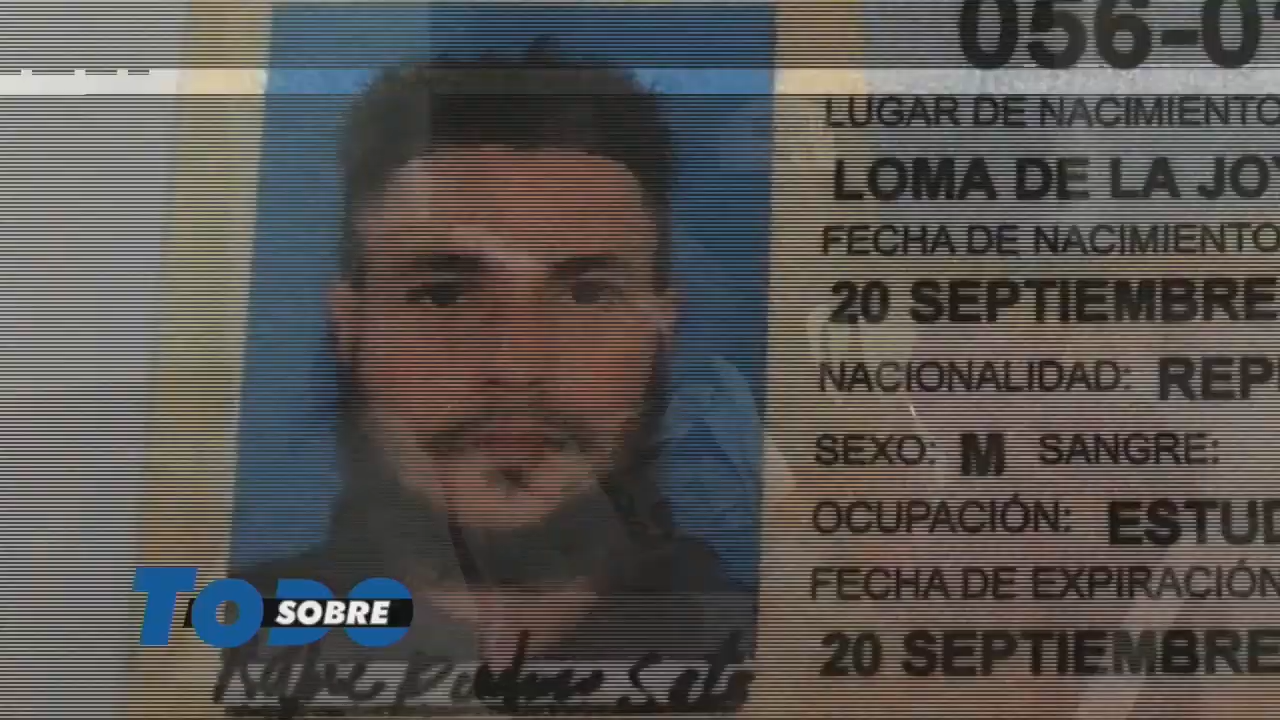 056-0
LUGAR DE NACIMIENTO
LOMA DE LA JOY
FECHA DE NACIMIENTO
20 SEPTIEMBRE
NACIONALIDAD: REP
SEXO: M SANGRE:
OCUPACIÓN: ESTUD
FECHA DE EXPIRACIÓN
20 SEPTIEMBRE
TODO
SOBRE